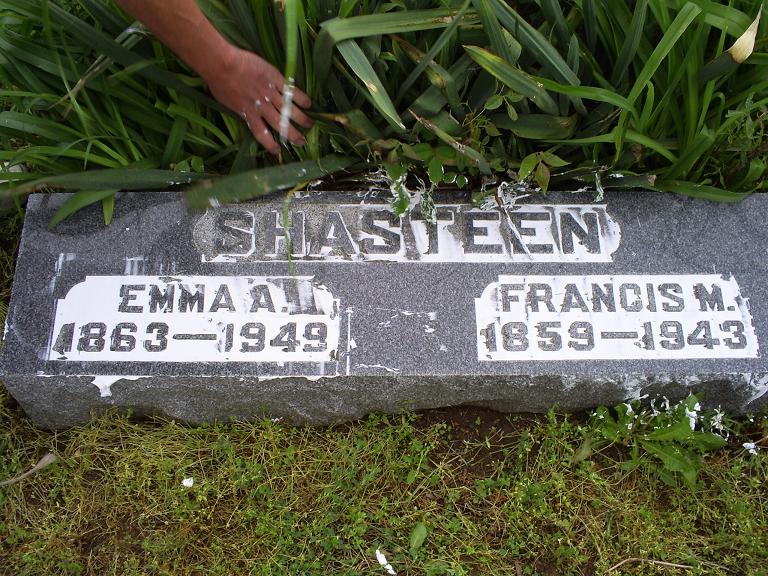 SHASTEEN
EMMA A.
1863—1949
FRANCIS M.
1859—1943